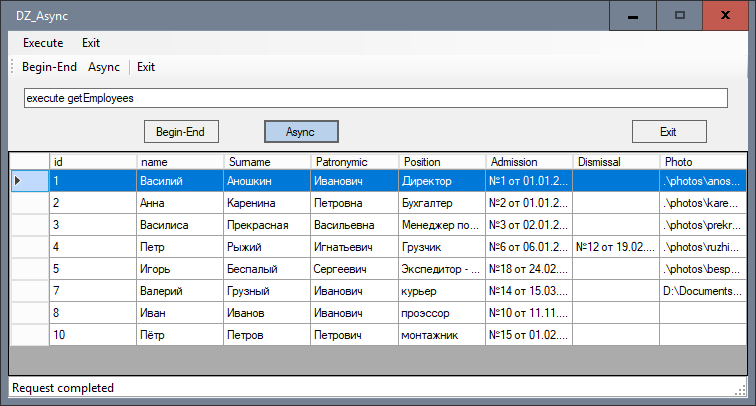 DZ_Async
Execute Exit
Begin-End Async Exit
execute getEmployees
Begin-End Async Exit
id name Surname Patronymic Position Admission Dismissal Photo
1 Василий Аношкин Иванович Директор №1 от 01.01.2... .\photos\anos...
2 Анна Каренина Петровна Бухгалтер №2 от 01.01.2... .\photos\kare...
3 Василиса Прекрасная Васильевна Менеджер по... №3 от 02.01.2... .\photos\prekr...
4 Петр Рыжий Игнатьевич Грузчик №6 от 06.01.2... №12 от 19.02.... .\photos\ruzhi...
5 Игорь Беспалый Сергеевич Экспедитор -... №18 от 24.02.... .\photos\besp...
7 Валерий Грузный Иванович курьер №14 от 15.03.... D:\Documents...
8 Иван Иванов Иванович проэссор №10 от 11.11....
10 Пётр Петров Петрович монтажник №15 от 01.02....
Request completed